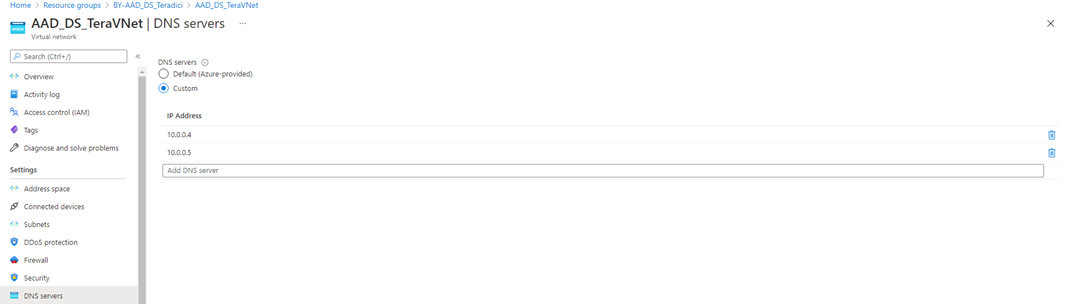 Home > Resource groups > BY-AAD_DS_Teradici > AAD_DS_TeraVNet
AAD_DS_TeraVNet | DNS servers ...
Virtual network
Search (Ctrl+/)
Overview
Activity log
Access control (IAM)
Tags
Diagnose and solve problems
Settings
Address space
Connected devices
Subnets
DDoS protection
Firewall
Security
DNS servers
DNS servers
Default (Azure-provided)
Custom
IP Address
10.0.0.4
10.0.0.5
Add DNS server